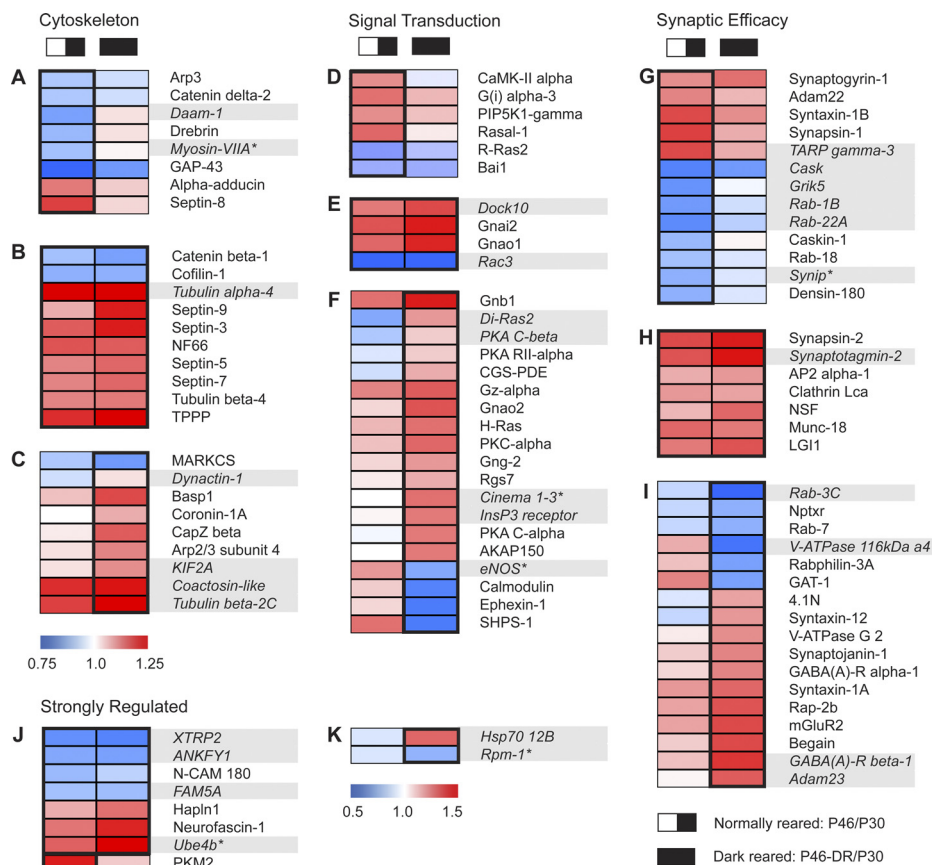 Cytoskeleton
Signal Transduction
Synaptic Efficacy
A
Arp3
Catenin delta-2
Daam-1
Drebrin
Myosin-VIIA*
GAP-43
Alpha-adducin
Septin-8
B
Catenin beta-1
Cofilin-1
Tubulin alpha-4
Septin-9
Septin-3
NF66
Septin-5
Septin-7
Tubulin beta-4
TPPP
C
MARKCS
Dynactin-1
Basp1
Coronin-1A
CapZ beta
Arp2/3 subunit 4
KIF2A
Coactosin-like
Tubulin beta-2C
0.75 1.0 1.25
D
CaMK-II alpha
G(i) alpha-3
PIP5K1-gamma
Rasal-1
R-Ras2
Bai1
E
Dock10
Gnai2
Gnao1
Rac3
F
Gnb1
Di-Ras2
PKA C-beta
PKA RII-alpha
CGS-PDE
Gz-alpha
Gnao2
H-Ras
PKC-alpha
Gng-2
Rgs7
Cinema 1-3*
InsP3 receptor
PKA C-alpha
AKAP150
eNOS*
Calmodulin
Ephexin-1
SHPS-1
G
Synaptogyrin-1
Adam22
Syntaxin-1B
Synapsin-1
TARP gamma-3
Cask
Grik5
Rab-1B
Rab-22A
Caskin-1
Rab-18
Synip*
Densin-180
H
Synapsin-2
Synaptotagmin-2
AP2 alpha-1
Clathrin Lca
NSF
Munc-18
LGI1
I
Rab-3C
Nptxr
Rab-7
V-ATPase 116kDa a4
Rabphilin-3A
GAT-1
4.1N
Syntaxin-12
V-ATPase G 2
Synaptojanin-1
GABA(A)-R alpha-1
Syntaxin-1A
Rap-2b
mGluR2
Begain
GABA(A)-R beta-1
Adam23
Strongly Regulated
J
XTRP2
ANKFY1
N-CAM 180
FAM5A
Hapln1
Neurofascin-1
Ube4b*
PKM2
K
Hsp70 12B
Rpm-1*
0.5 1.0 1.5
Normally reared: P46/P30
Dark reared: P46-DR/P30